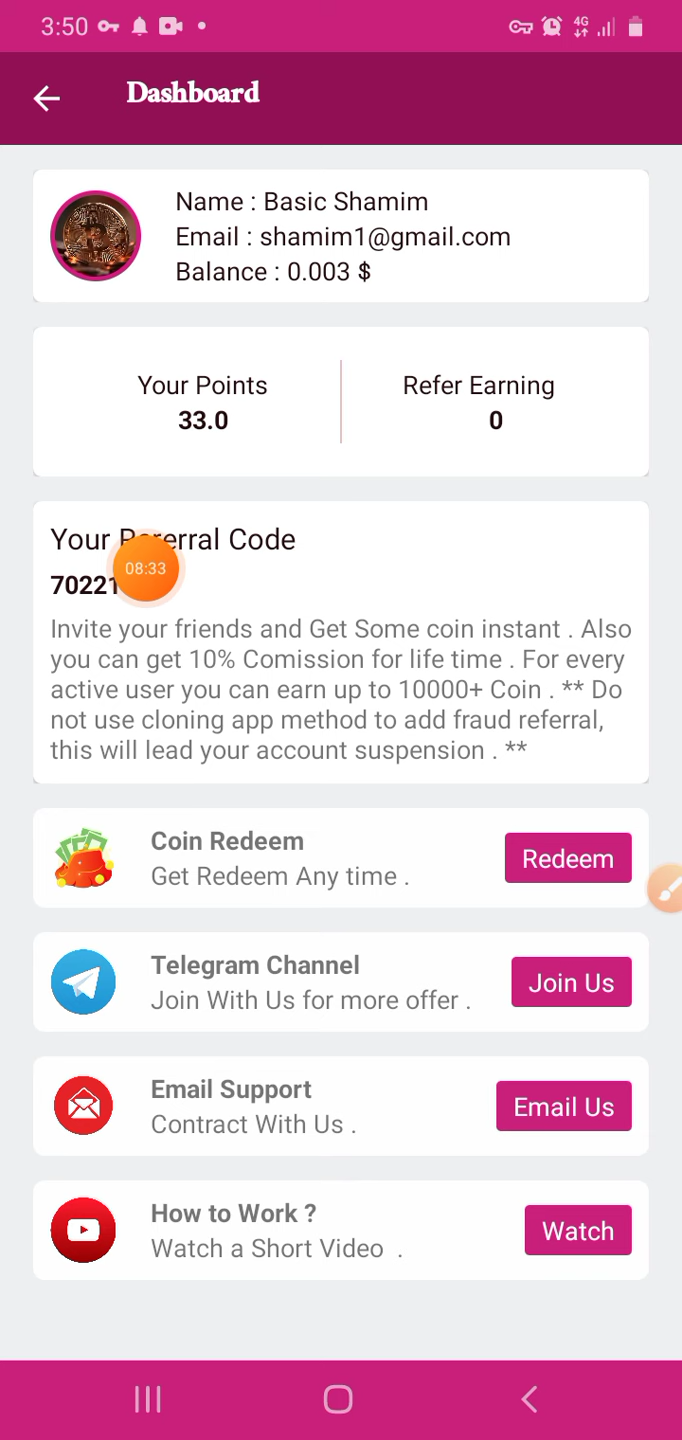 3:50
4G
Dashboard
Name : Basic Shamim
Email : shamim1@gmail.com
Balance : 0.003 $
Your Points
33.0
Refer Earning
0
Your Code
08:33
Invite your friends and Get Some coin instant . Also
you can get 10% Comission for life time . For every
active user you can earn up to 10000+ Coin . ** Do
not use cloning app method to add fraud referral,
this will lead your account suspension . **
Coin Redeem
Get Redeem Any time .
Redeem
Telegram Channel
Join With Us for more offer .
Join Us
Email Support
Contract With Us .
Email Us
How to Work ?
Watch a Short Video .
Watch